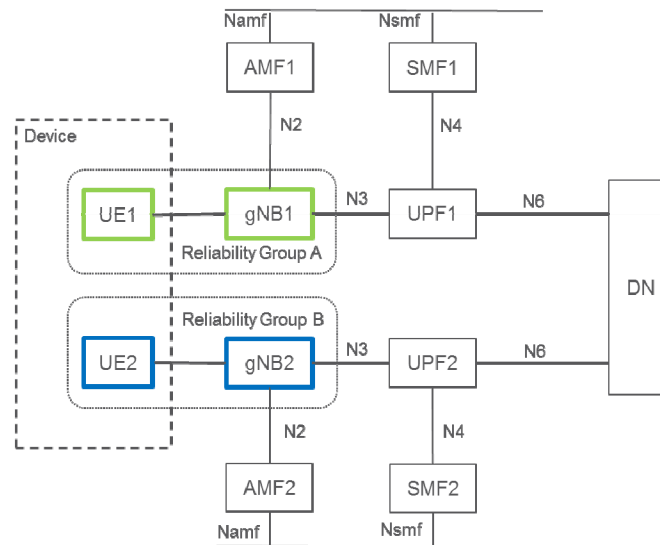 Namf
Nsmf
AMF1
SMF1
N2
N4
Device
UE1
gNB1
N3
UPF1
N6
Reliability Group A
DN
Reliability Group B
UE2
gNB2
N3
UPF2
N6
N2
N4
AMF2
SMF2
Namf
Nsmf